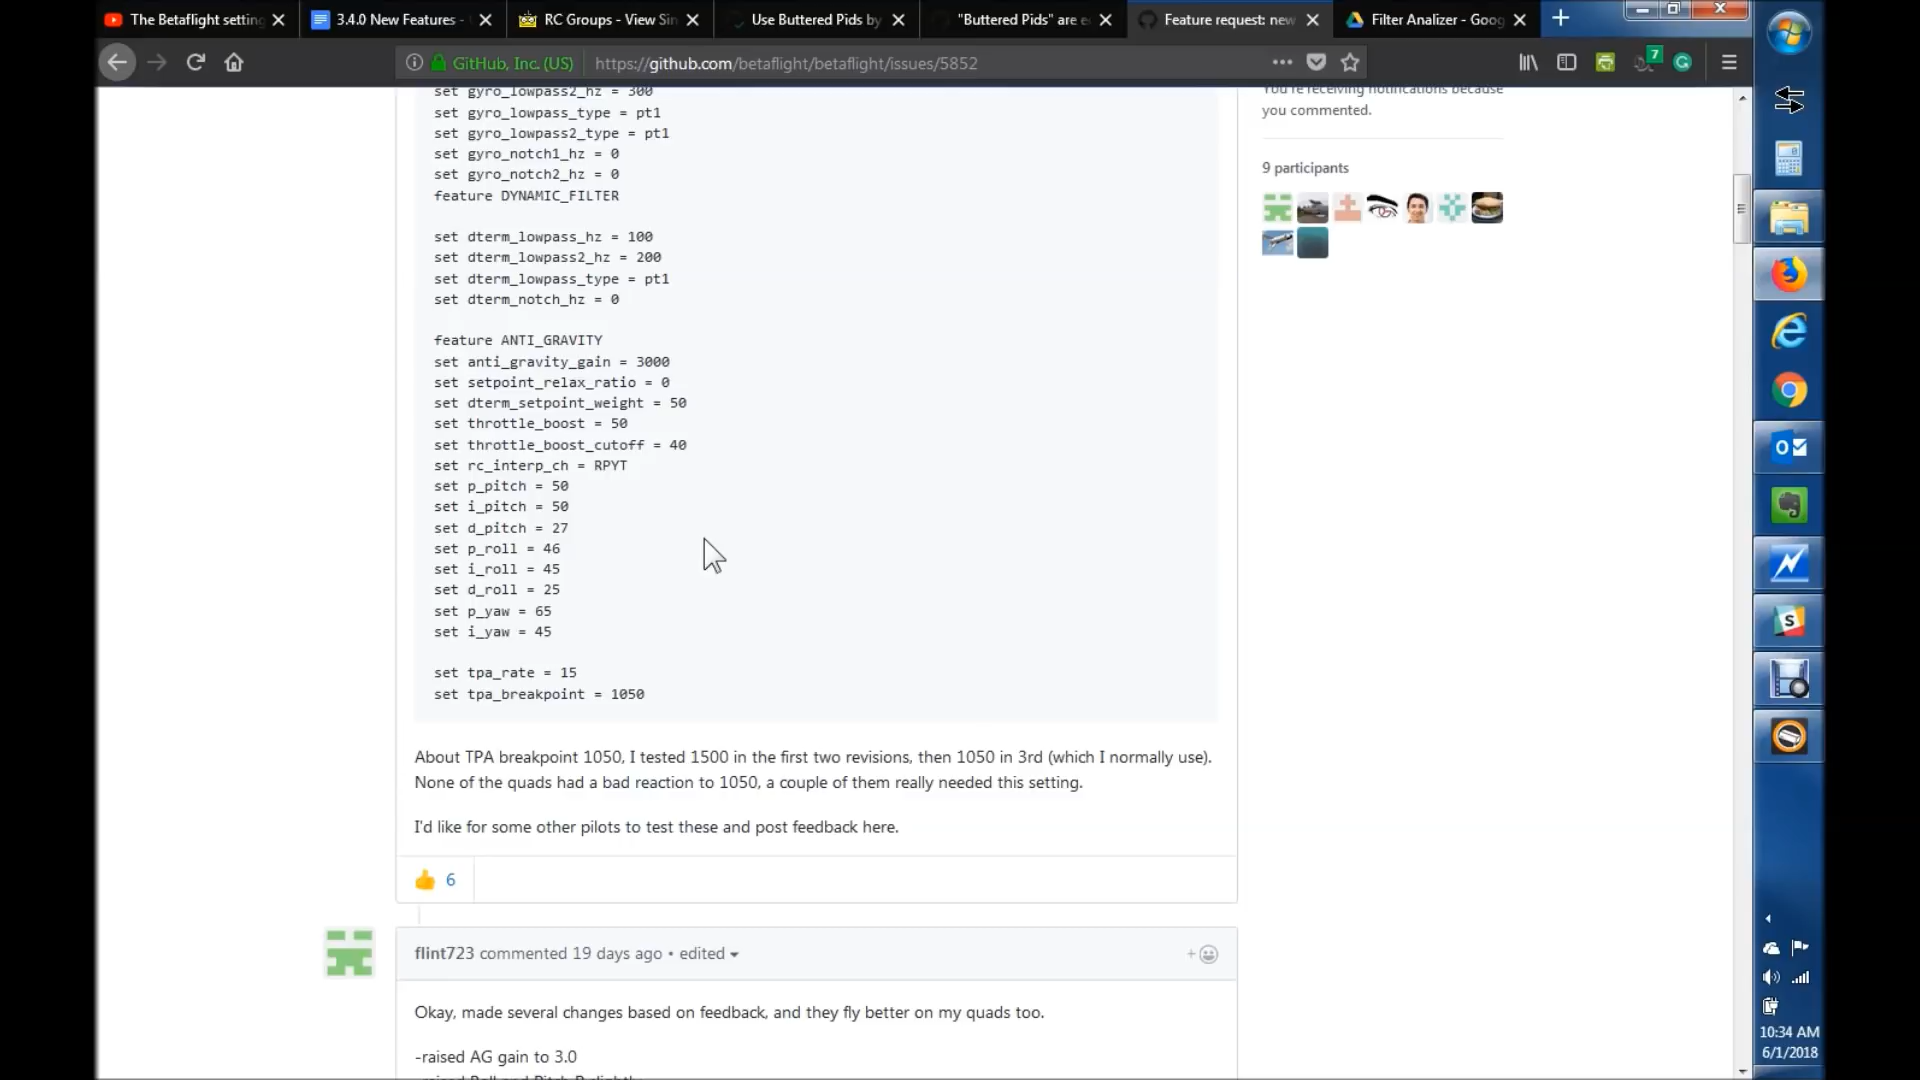 The Betaflight setting
3.4.0 New Features -
RC Groups - View Sin
Use Buttered Pids by
"Buttered Pids" are e
Feature request: new
Filter Analizer - Goog
GitHub, Inc. (US)
https://github.com/betaflight/betaflight/issues/5852
7
set gyro_lowpass2_hz = 300
set gyro_lowpass_type = pt1
set gyro_lowpass2_type = pt1
set gyro_notch1_hz = 0
set gyro_notch2_hz = 0
feature DYNAMIC_FILTER
set dterm_lowpass_hz = 100
set dterm_lowpass2_hz = 200
set dterm_lowpass_type = pt1
set dterm_notch_hz = 0
feature ANTI_GRAVITY
set anti_gravity_gain = 3000
set setpoint_relax_ratio = 0
set dterm_setpoint_weight = 50
set throttle_boost = 50
set throttle_boost_cutoff = 40
set rc_interp_ch = RPYT
set p_pitch = 50
set i_pitch = 50
set d_pitch = 27
set p_roll = 46
set i_roll = 45
set d_roll = 25
set p_yaw = 65
set i_yaw = 45
set tpa_rate = 15
set tpa_breakpoint = 1050
About TPA breakpoint 1050, I tested 1500 in the first two revisions, then 1050 in 3rd (which I normally use).
None of the quads had a bad reaction to 1050, a couple of them really needed this setting.
I'd like for some other pilots to test these and post feedback here.
6
flint723 commented 19 days ago • edited
Okay, made several changes based on feedback, and they fly better on my quads too.
-raised AG gain to 3.0
You're receiving notifications because
you commented.
9 participants
10:34 AM
6/1/2018